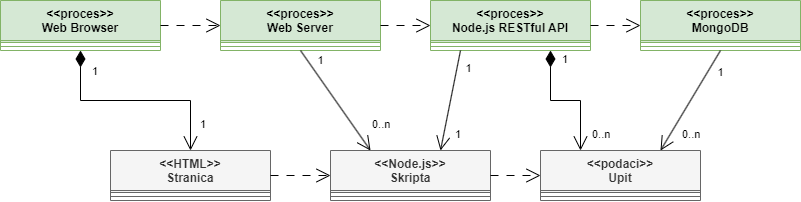 <<proces>>
Web Browser
<<proces>>
Web Server
<<proces>>
Node.js RESTful API
<<proces>>
MongoDB
1
1
1
1
1
1
0..n
1
0..n
0..n
<<HTML>>
Stranica
<<Node.js>>
Skripta
<<podaci>>
Upit